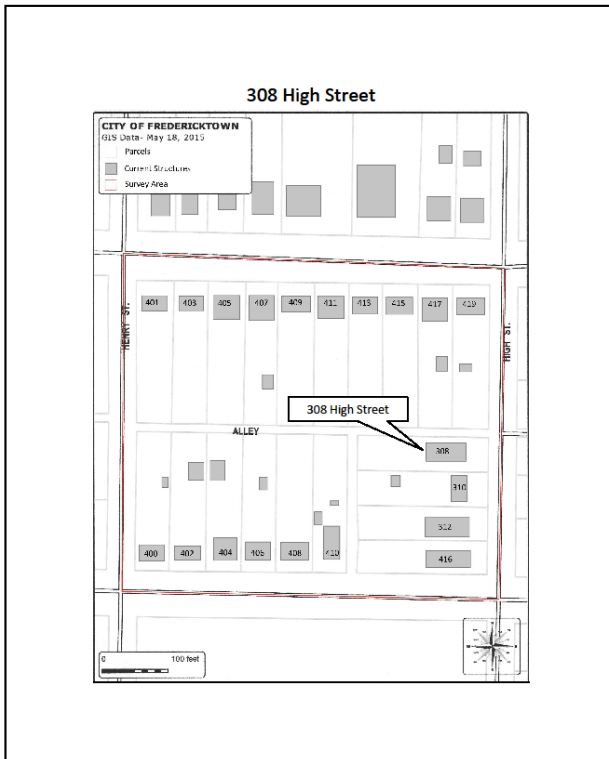 308 High Street
CITY OF FREDERICKTOWN
GIS Data- May 18, 2015
Parcels
Current Structures
Survey Area
HENRY ST.
HIGH ST.
401 403 405 407 409 411 413 415 417 419
308 High Street
ALLEY
308
310
312
400 402 404 406 408 410 416
0 100 feet